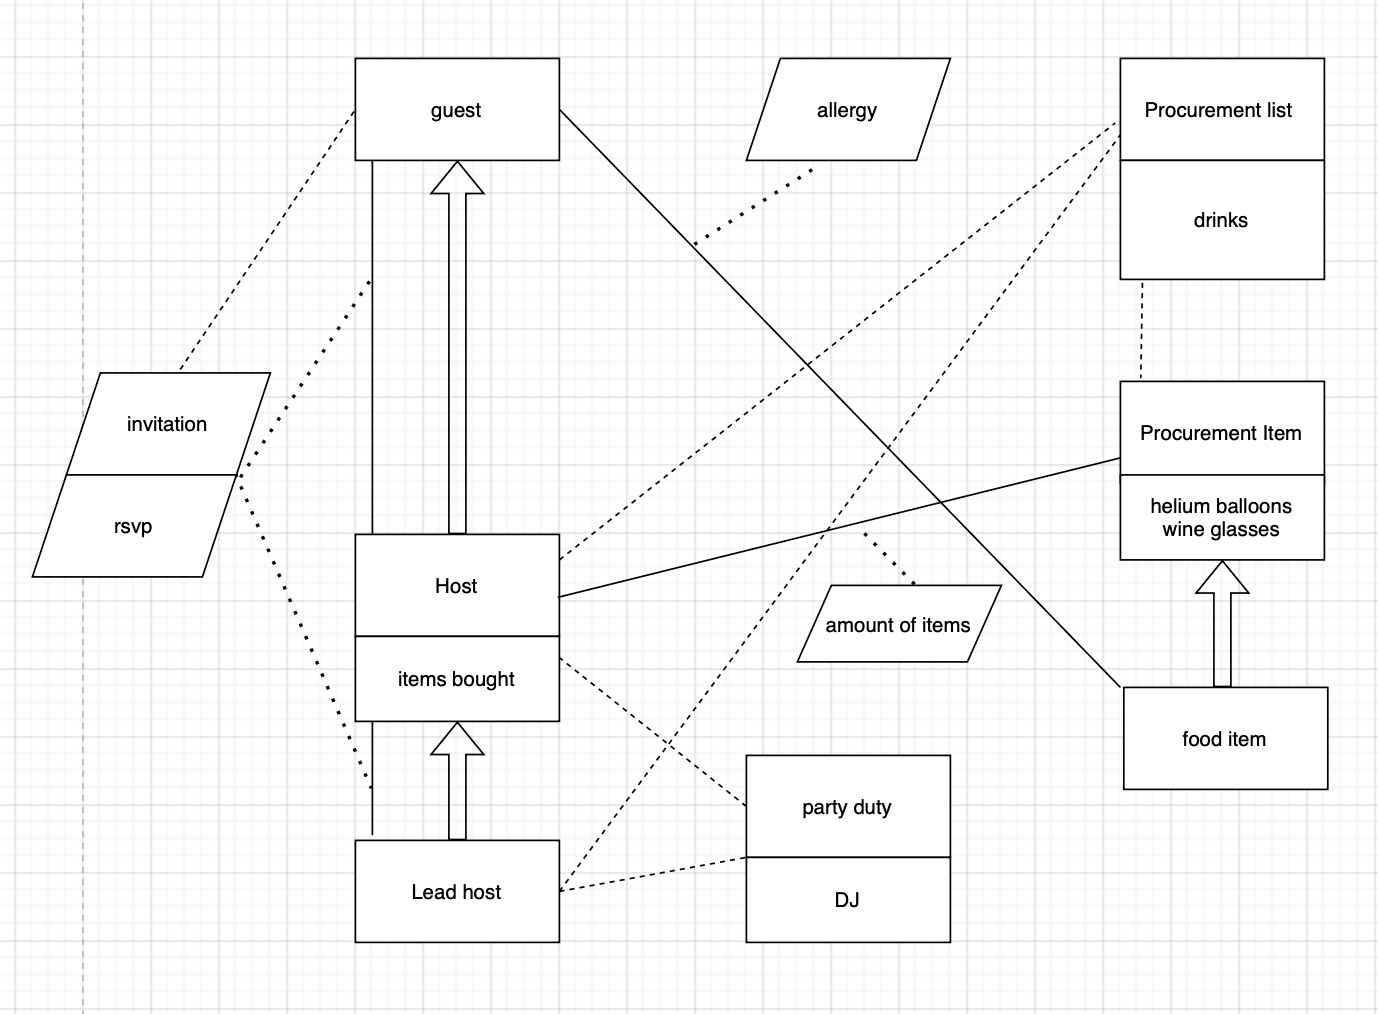 guest
allergy
Procurement list
drinks
invitation
rsvp
Procurement Item
helium balloons
wine glasses
Host
items bought
amount of items
food item
party duty
DJ
Lead host